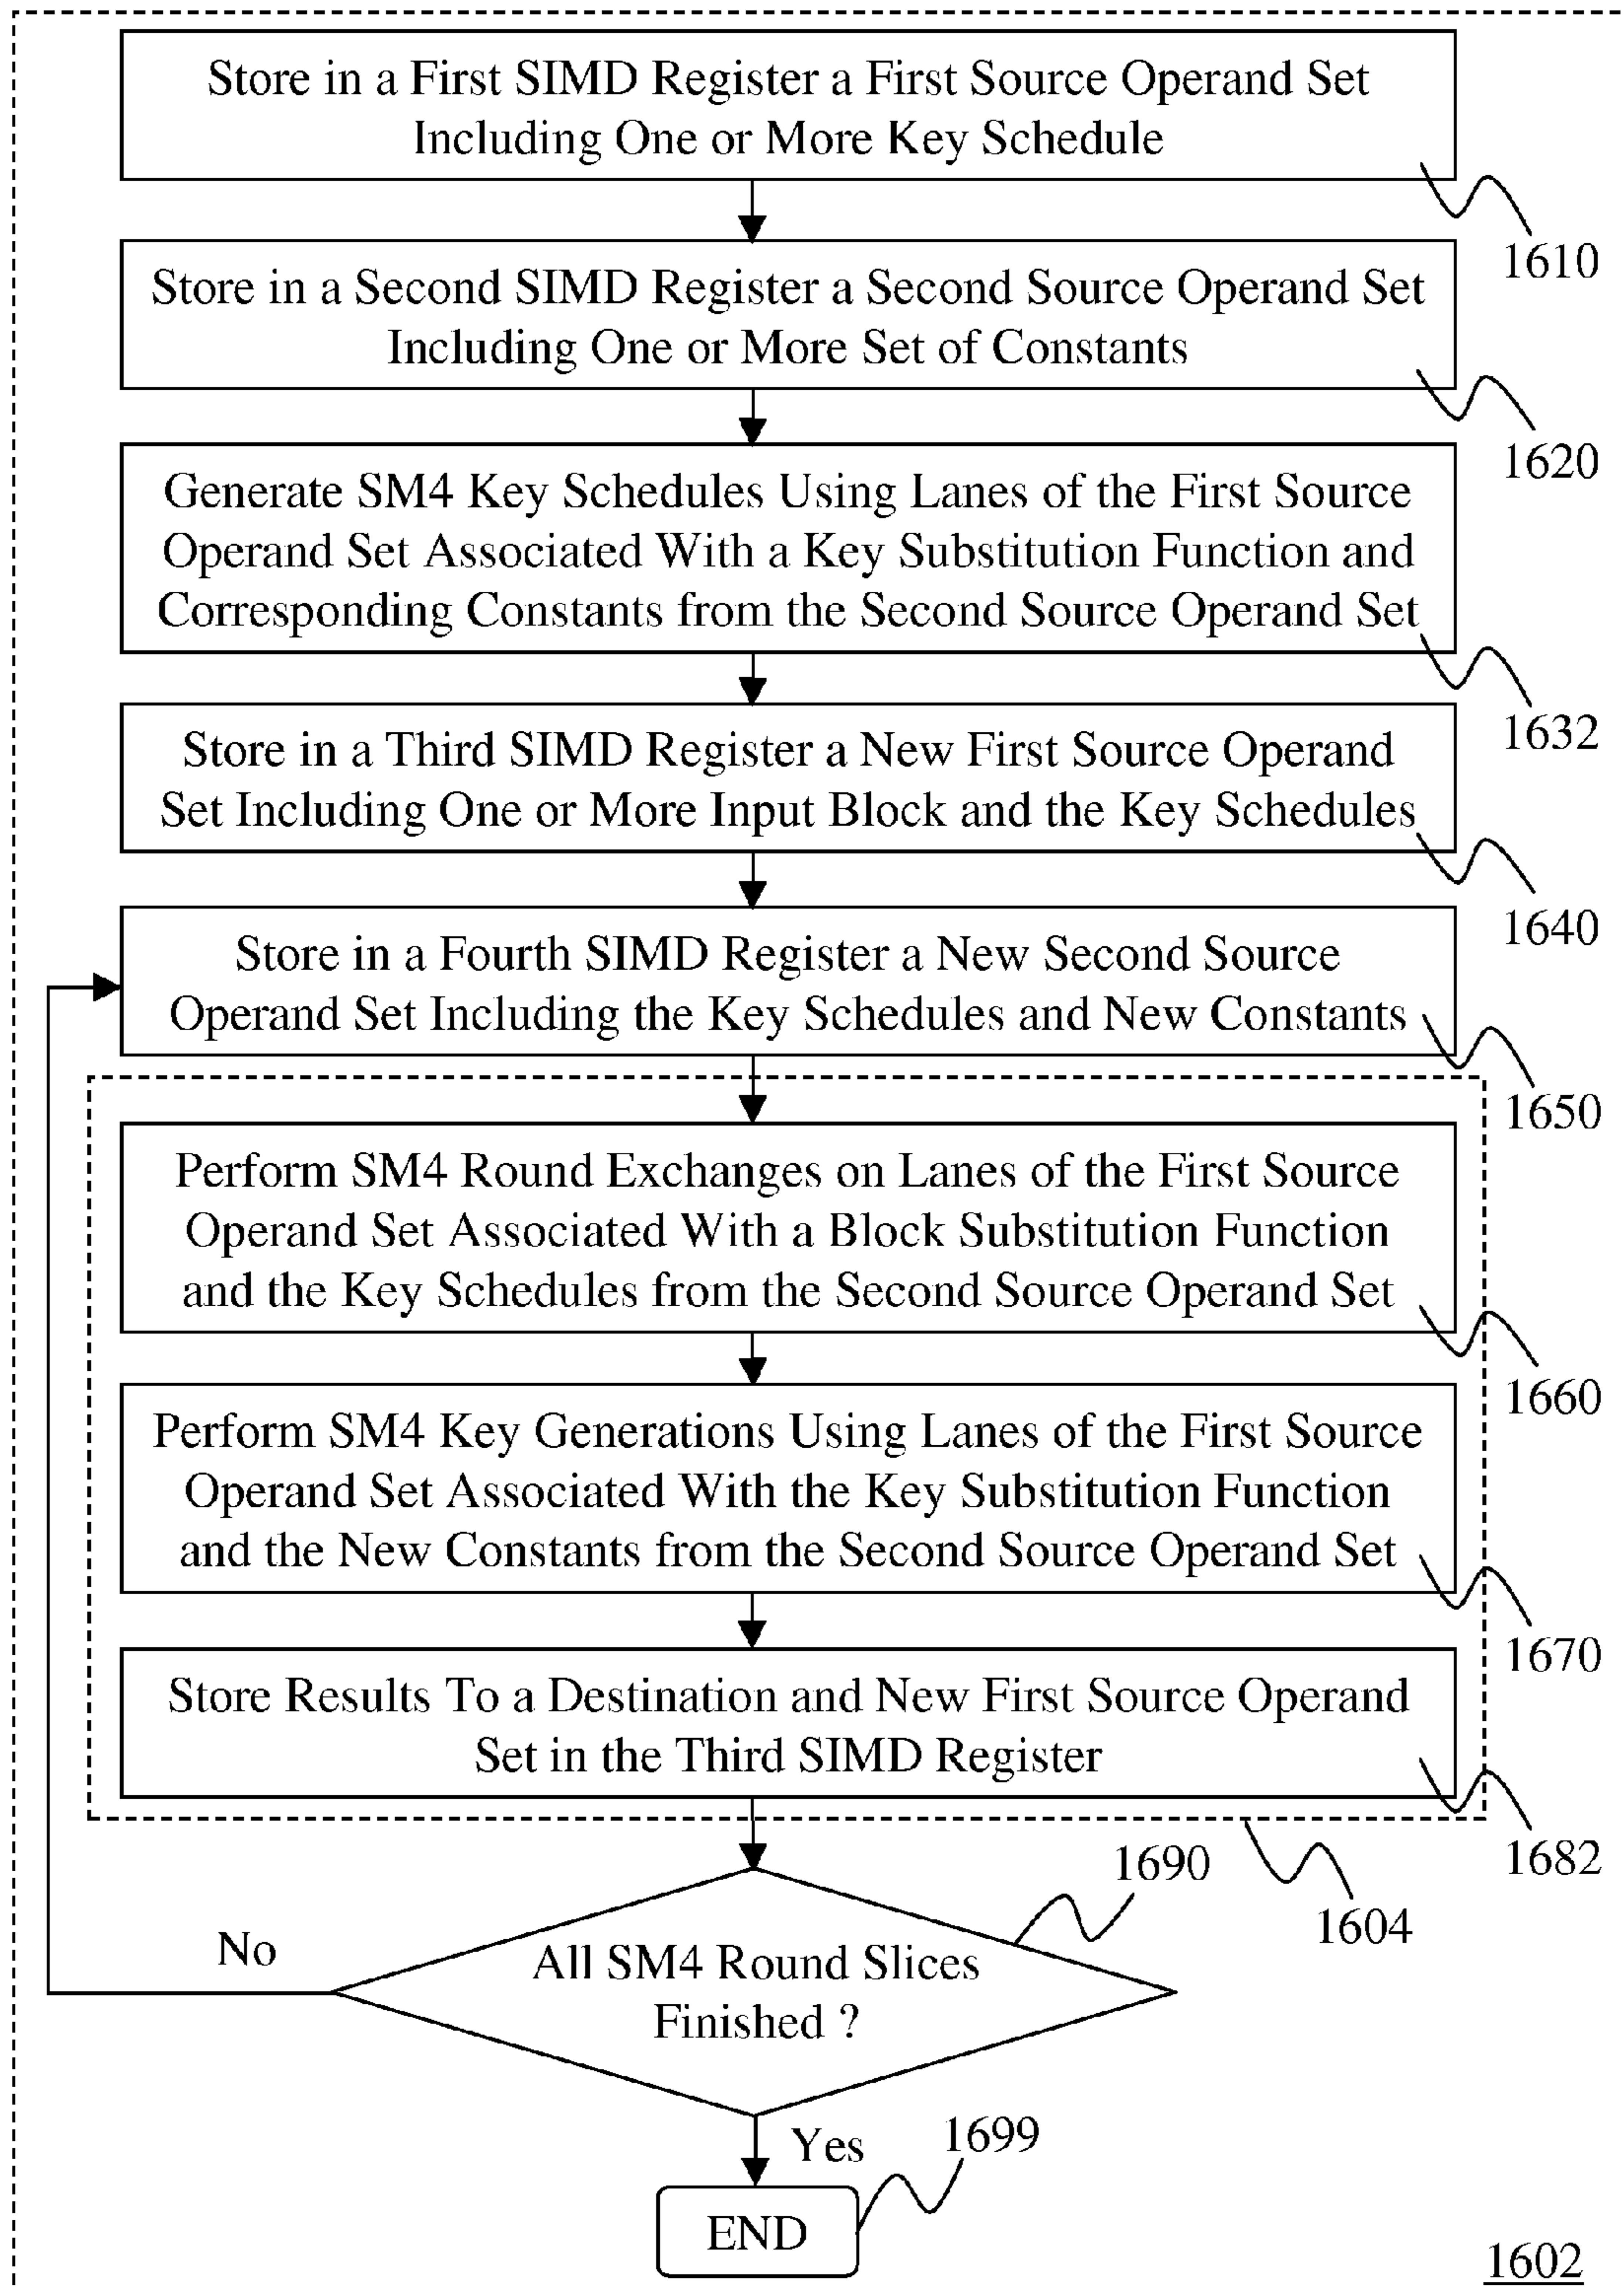 Store in a First SIMD Register a First Source Operand Set
Including One or More Key Schedule
1610
Store in a Second SIMD Register a Second Source Operand Set
Including One or More Set of Constants
1620
Generate SM4 Key Schedules Using Lanes of the First Source
Operand Set Associated With a Key Substitution Function and
Corresponding Constants from the Second Source Operand Set
1632
Store in a Third SIMD Register a New First Source Operand
Set Including One or More Input Block and the Key Schedules
1640
Store in a Fourth SIMD Register a New Second Source
Operand Set Including the Key Schedules and New Constants
1650
Perform SM4 Round Exchanges on Lanes of the First Source
Operand Set Associated With a Block Substitution Function
and the Key Schedules from the Second Source Operand Set
1660
Perform SM4 Key Generations Using Lanes of the First Source
Operand Set Associated With the Key Substitution Function
and the New Constants from the Second Source Operand Set
1670
Store Results To a Destination and New First Source Operand
Set in the Third SIMD Register
1682
1604
1690
All SM4 Round Slices
Finished ?
No
Yes
1699
END
1602